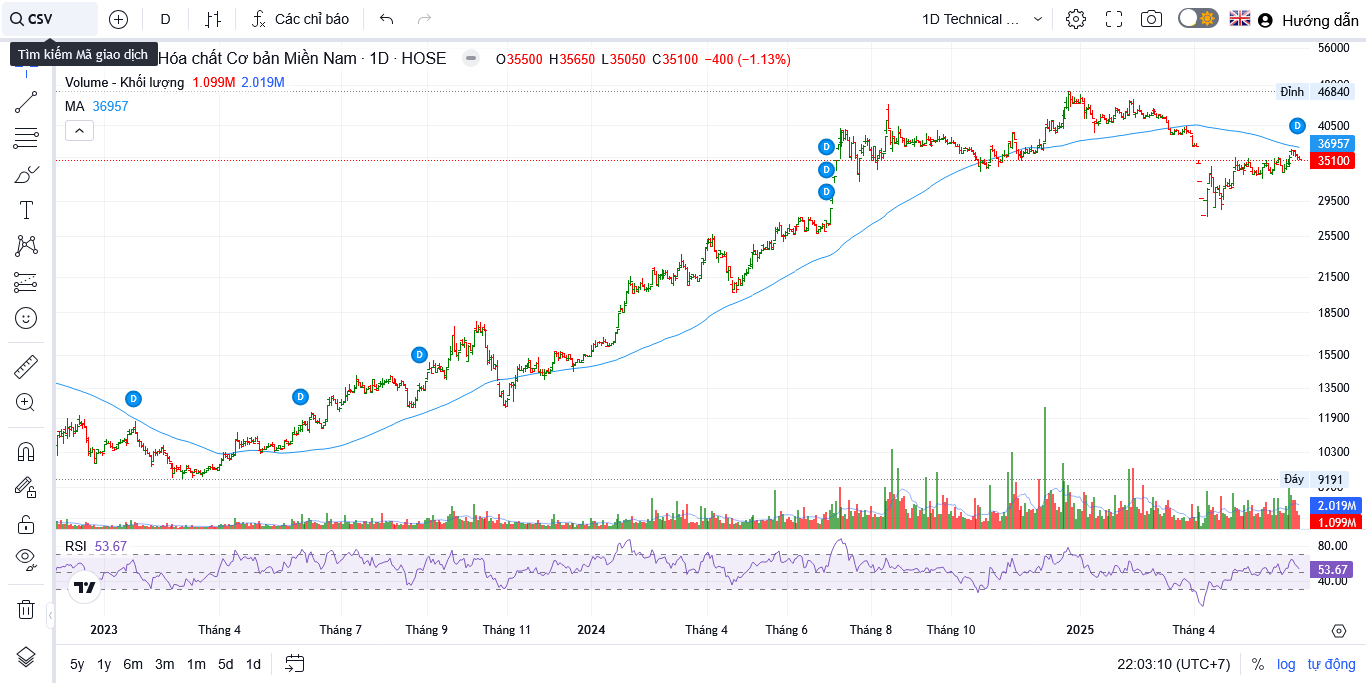 CSV
D
Các chỉ báo
1D Technical ...
Hướng dẫn
Tìm kiếm Mã giao dịch
Hóa chất Cơ bản Miền Nam · 1D · HOSE
O35500 H35650 L35050 C35100 −400 (−1.13%)
Volume - Khối lượng 1.099M 2.019M
MA 36957
56000
Đỉnh 46840
40500
36957
35100
29500
25500
21500
18500
15500
13500
11900
10300
Đáy 9191
2.019M
1.099M
D
D
D
D
D
D
D
RSI 53.67
80.00
53.67
40.00
2023
Tháng 4
Tháng 7
Tháng 9
Tháng 11
2024
Tháng 4
Tháng 6
Tháng 8
Tháng 10
2025
Tháng 4
5y 1y 6m 3m 1m 5d 1d
22:03:10 (UTC+7)
% log tự động